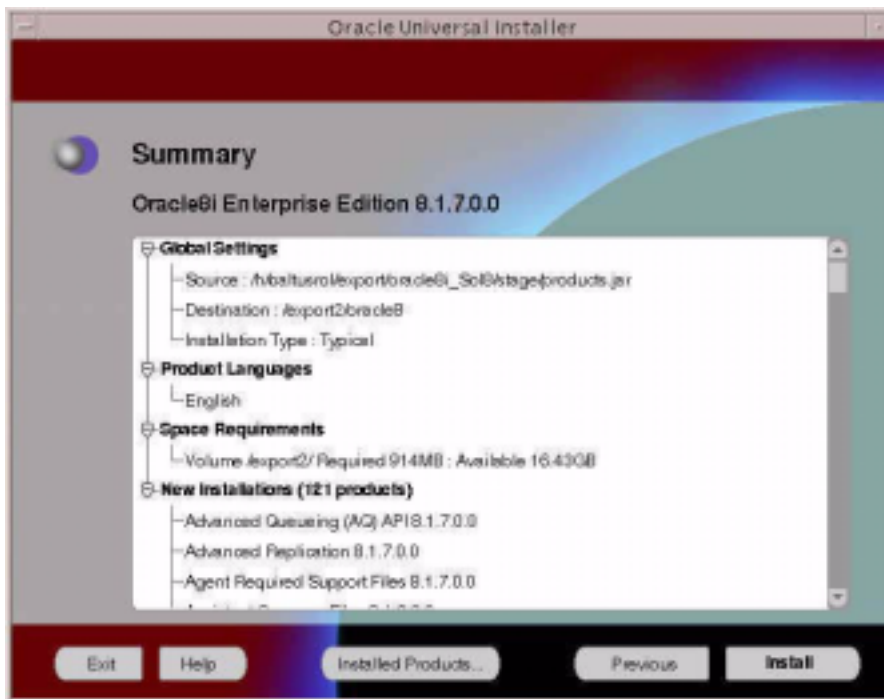 Oracle Universal Installer
Summary
Oracle8i Enterprise Edition 8.1.7.0.0
Global Settings
Source : /h/baltusrol/export/oracle8i_Sol8/stage/products.jar
Destination : /export2/oracle8
Installation Type : Typical
Product Languages
English
Space Requirements
Volume /export2/ Required 914MB : Available 16.43GB
New Installations (121 products)
Advanced Queueing (AQ) API 8.1.7.0.0
Advanced Replication 8.1.7.0.0
Agent Required Support Files 8.1.7.0.0
Exit Help Installed Products... Previous Install